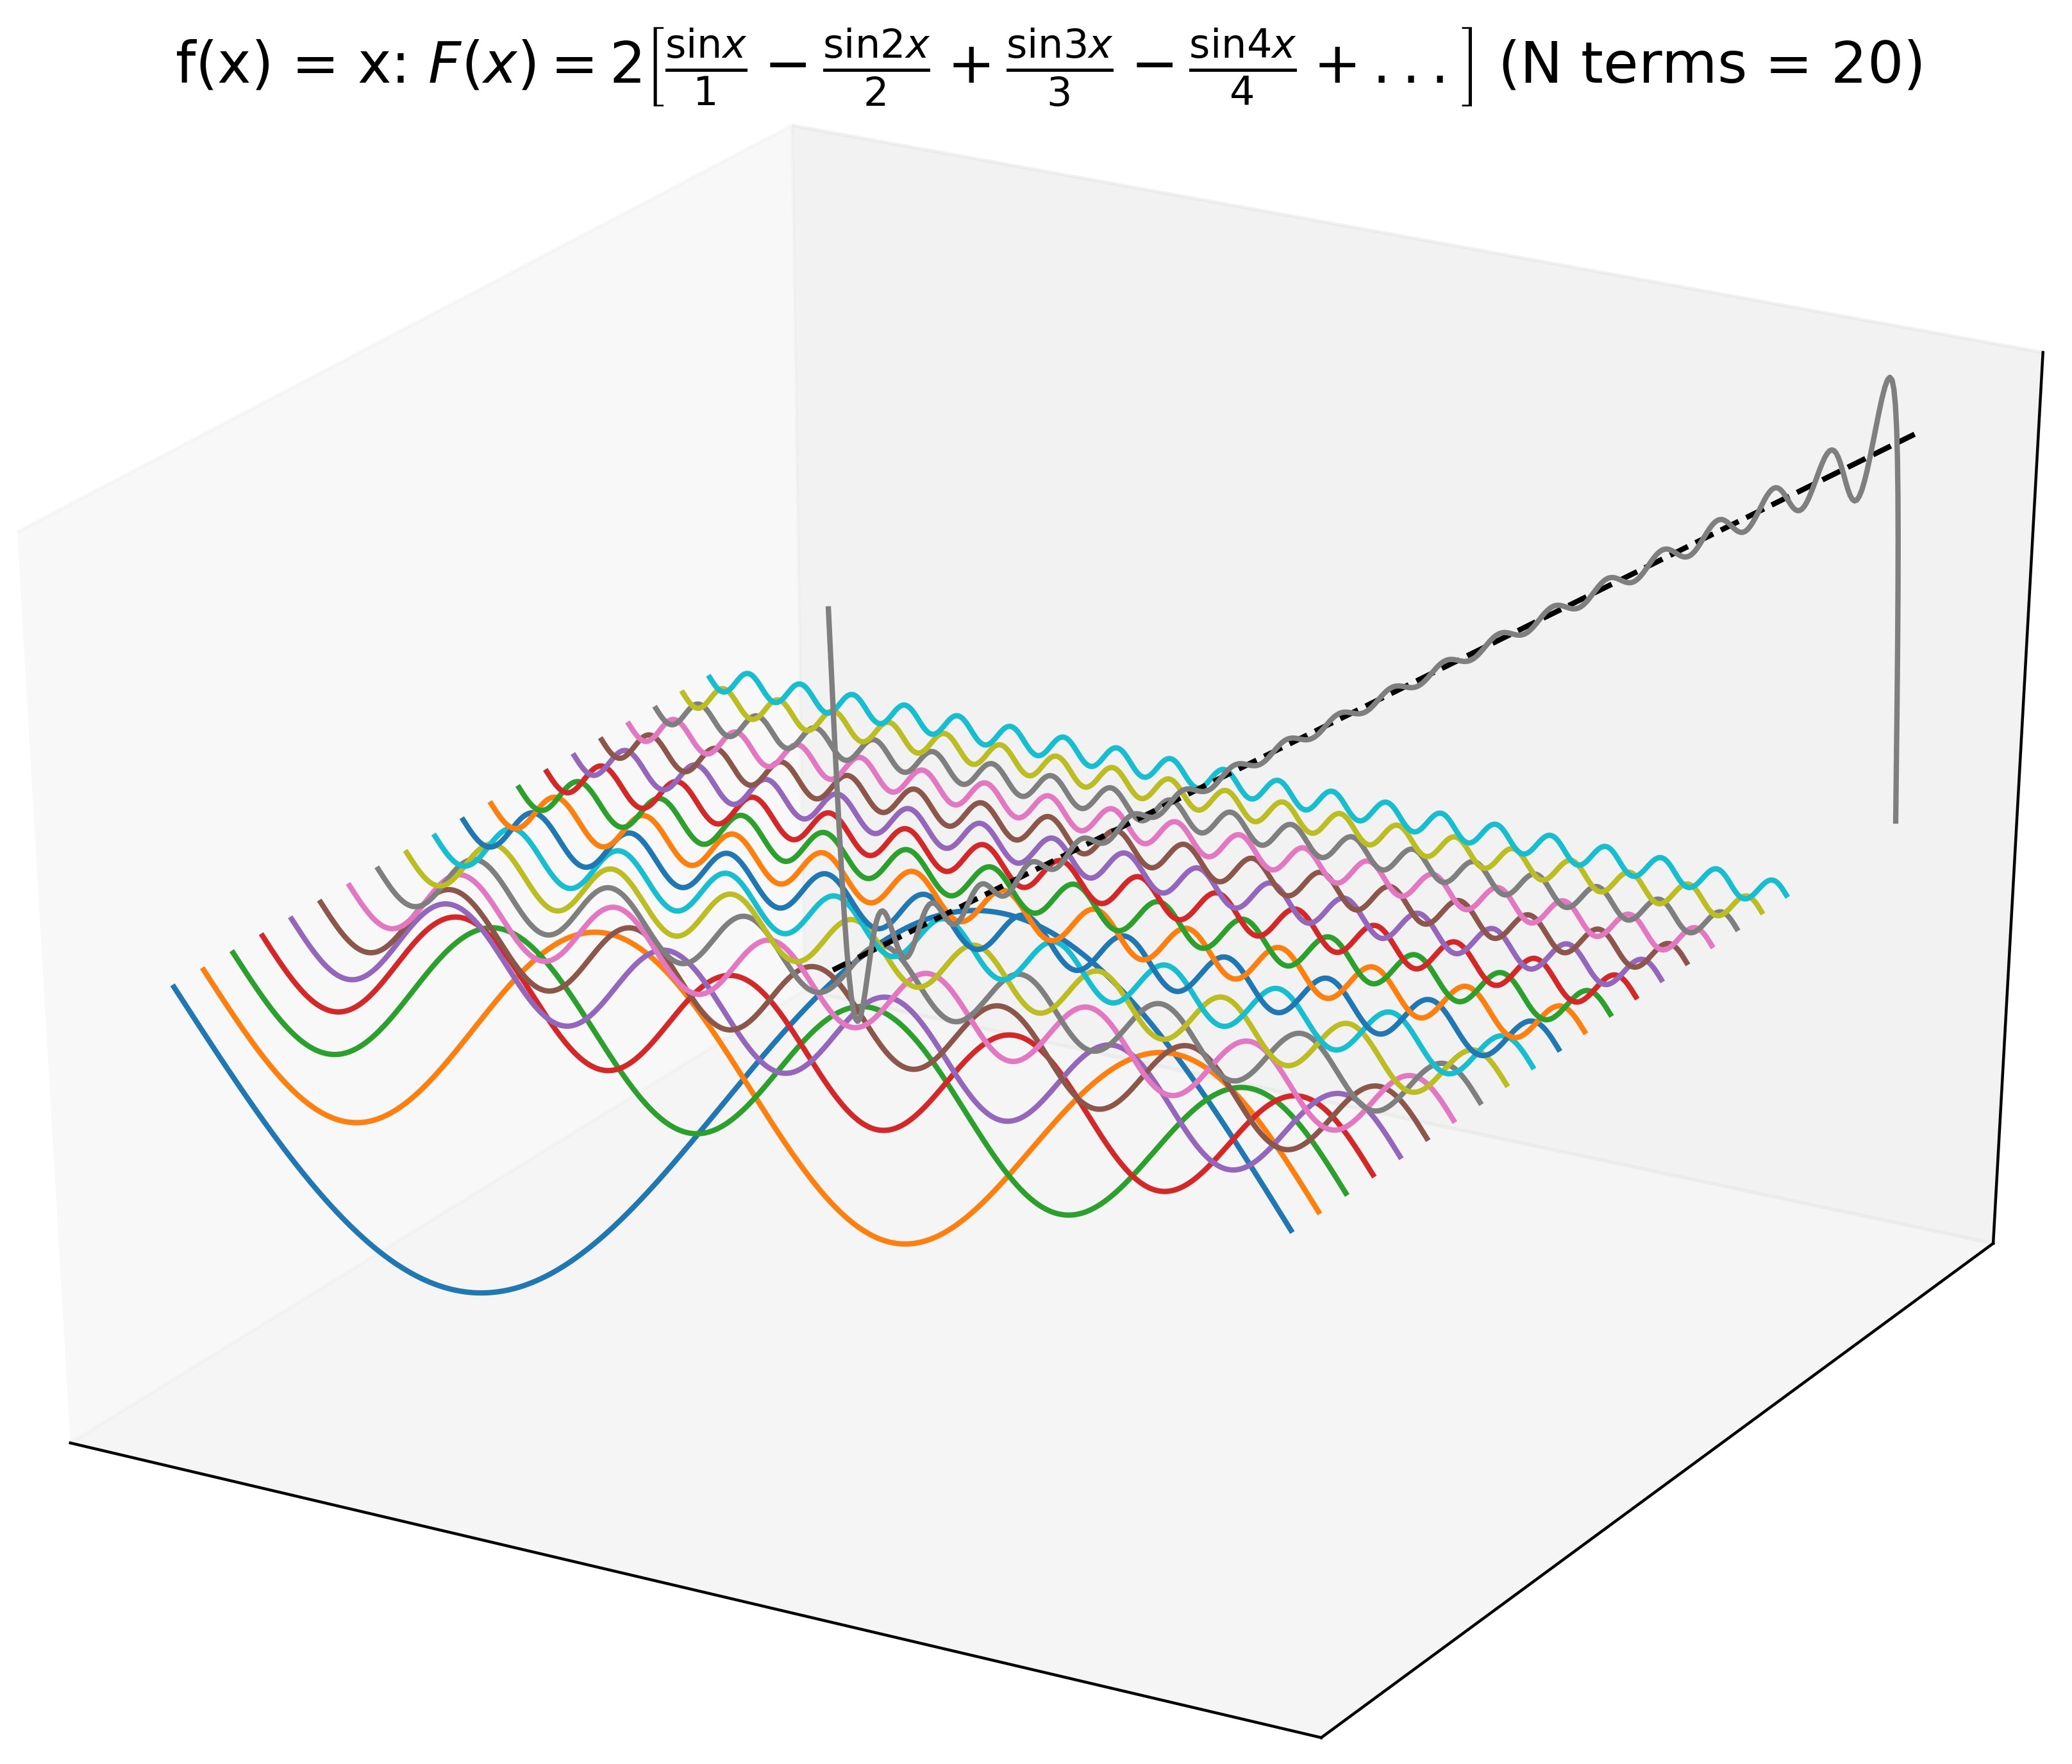 f(x) = x: F(x) = 2[sinx/1 − sin2x/2 + sin3x/3 − sin4x/4 + ...] (N terms = 20)